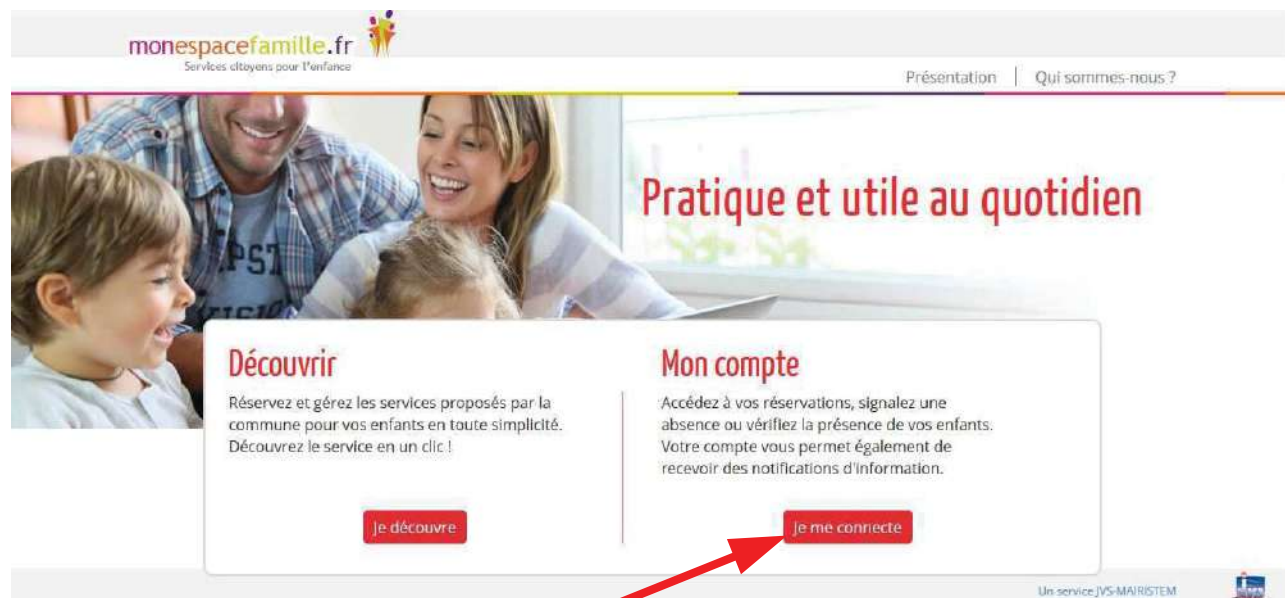 monespacefamille.fr
Services citoyens pour l'enfance
Présentation | Qui sommes-nous ?
Pratique et utile au quotidien
Découvrir
Réservez et gérez les services proposés par la
commune pour vos enfants en toute simplicité.
Découvrez le service en un clic !
Je découvre
Mon compte
Accédez à vos réservations, signalez une
absence ou vérifiez la présence de vos enfants.
Votre compte vous permet également de
recevoir des notifications d'information.
Je me connecte
Un service JVS-MAIRISTEM